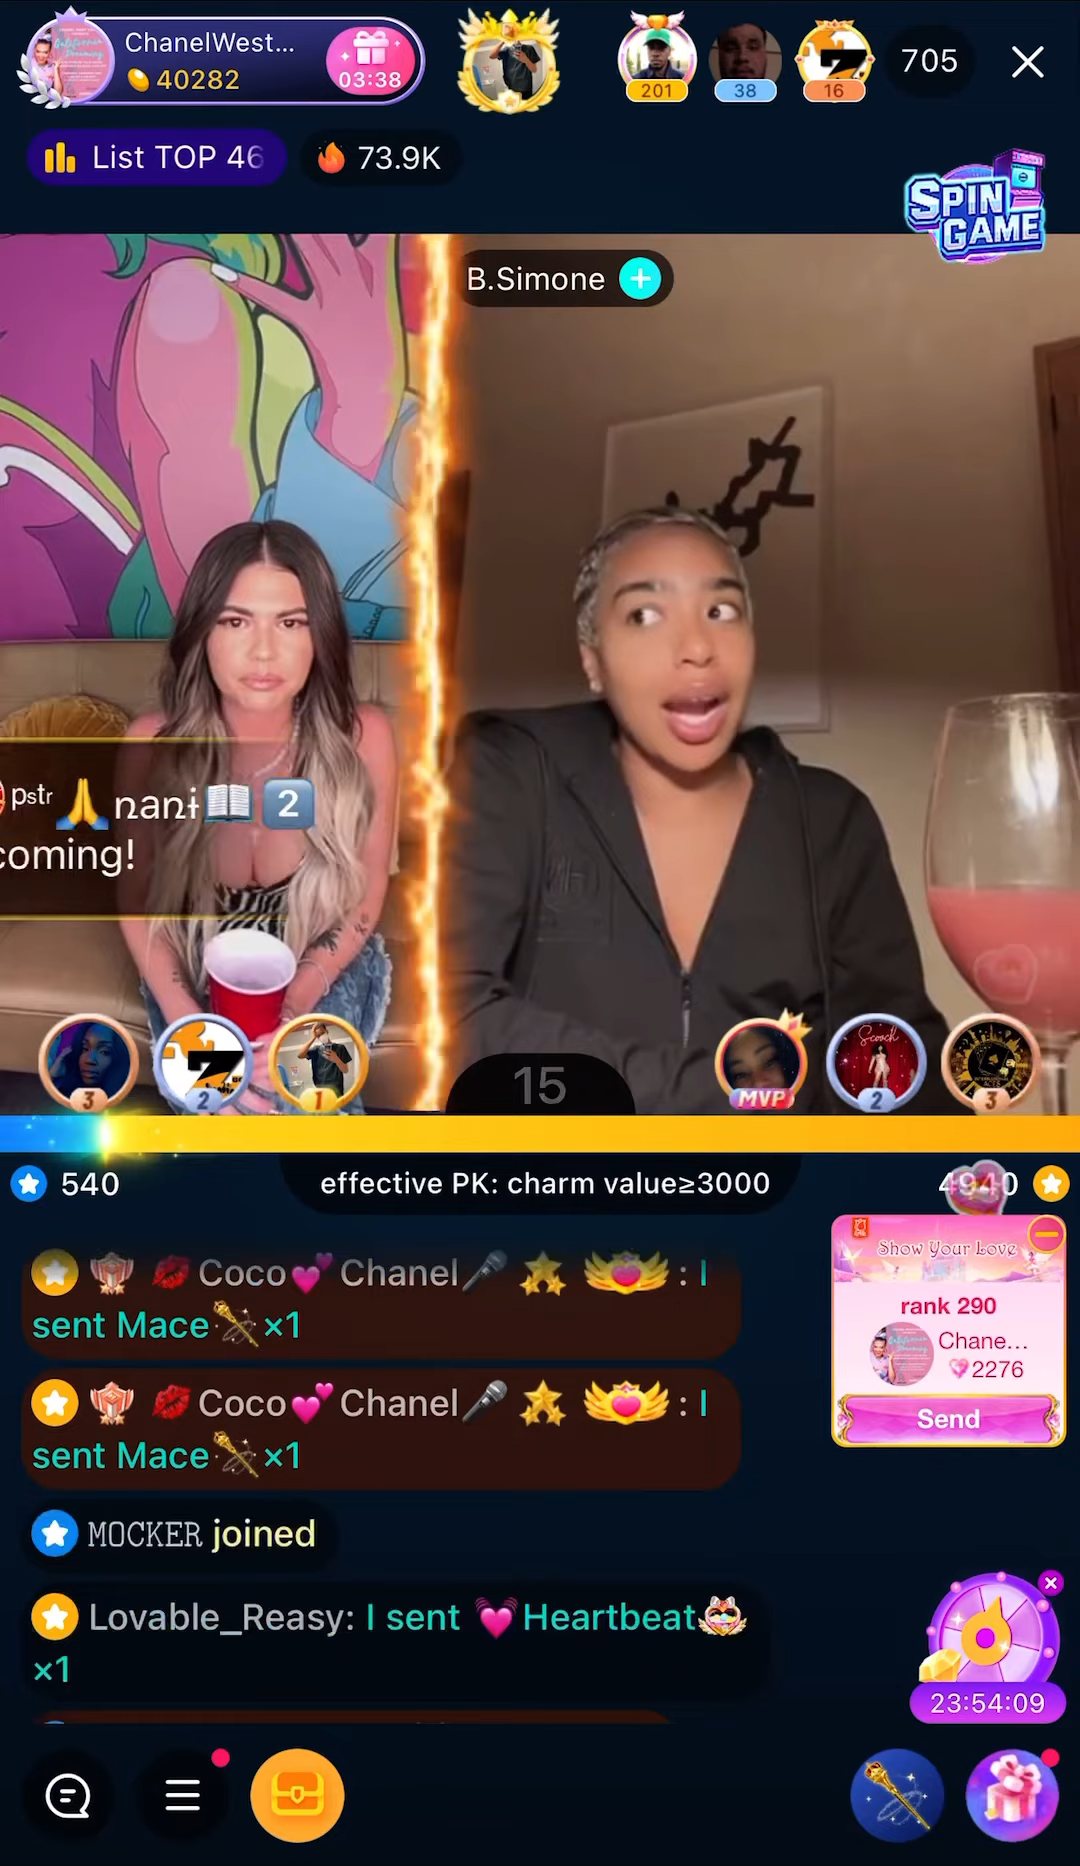 ChanelWest...
40282
03:38
201
38
16
705
List TOP 46
73.9K
SPIN
GAME
B.Simone
pstr🙏nani📖2️⃣
coming!
3
2
1
15
MVP
2
3
540
effective PK: charm value≥3000
4940
💋Coco💕Chanel🎤: I
sent Mace ×1
💋Coco💕Chanel🎤: I
sent Mace ×1
MOCKER joined
Lovable_Reasy: I sent 💓Heartbeat
×1
Show Your Love
rank 290
Chane...
2276
Send
23:54:09